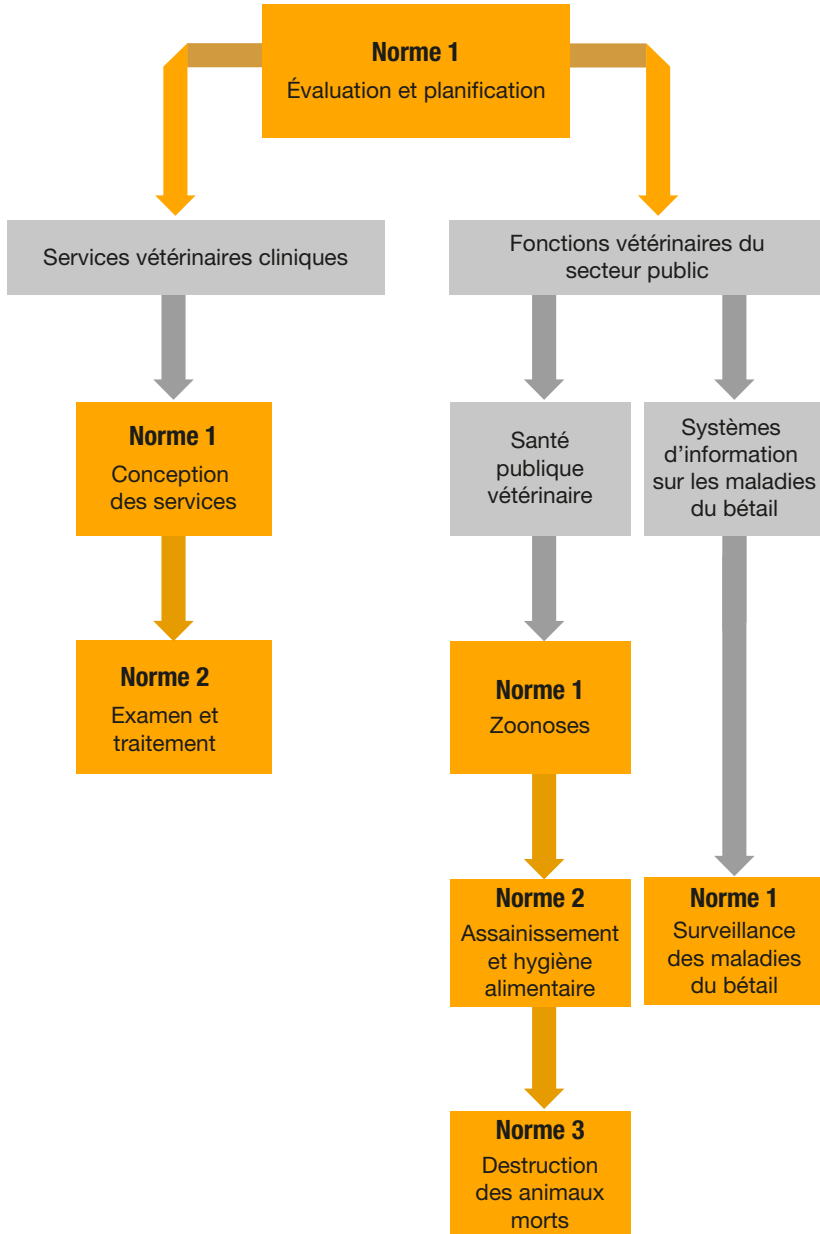 Norme 1
Évaluation et planification
Services vétérinaires cliniques
Fonctions vétérinaires du
secteur public
Norme 1
Conception
des services
Santé
publique
vétérinaire
Systèmes
d’information
sur les maladies
du bétail
Norme 2
Examen et
traitement
Norme 1
Zoonoses
Norme 2
Assainissement
et hygiène
alimentaire
Norme 1
Surveillance
des maladies
du bétail
Norme 3
Destruction
des animaux
morts